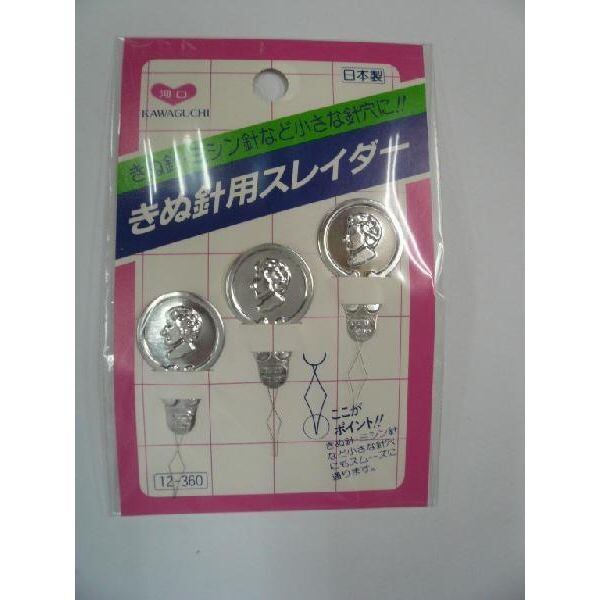 河口
KAWAGUCHI
日本製
きぬ針・ミシン針など小さな針穴に!!
きぬ針用スレイダー
ここが
ポイント!!
きぬ針・ミシン針
など小さな針穴
にもスムーズに
通ります。
12-360